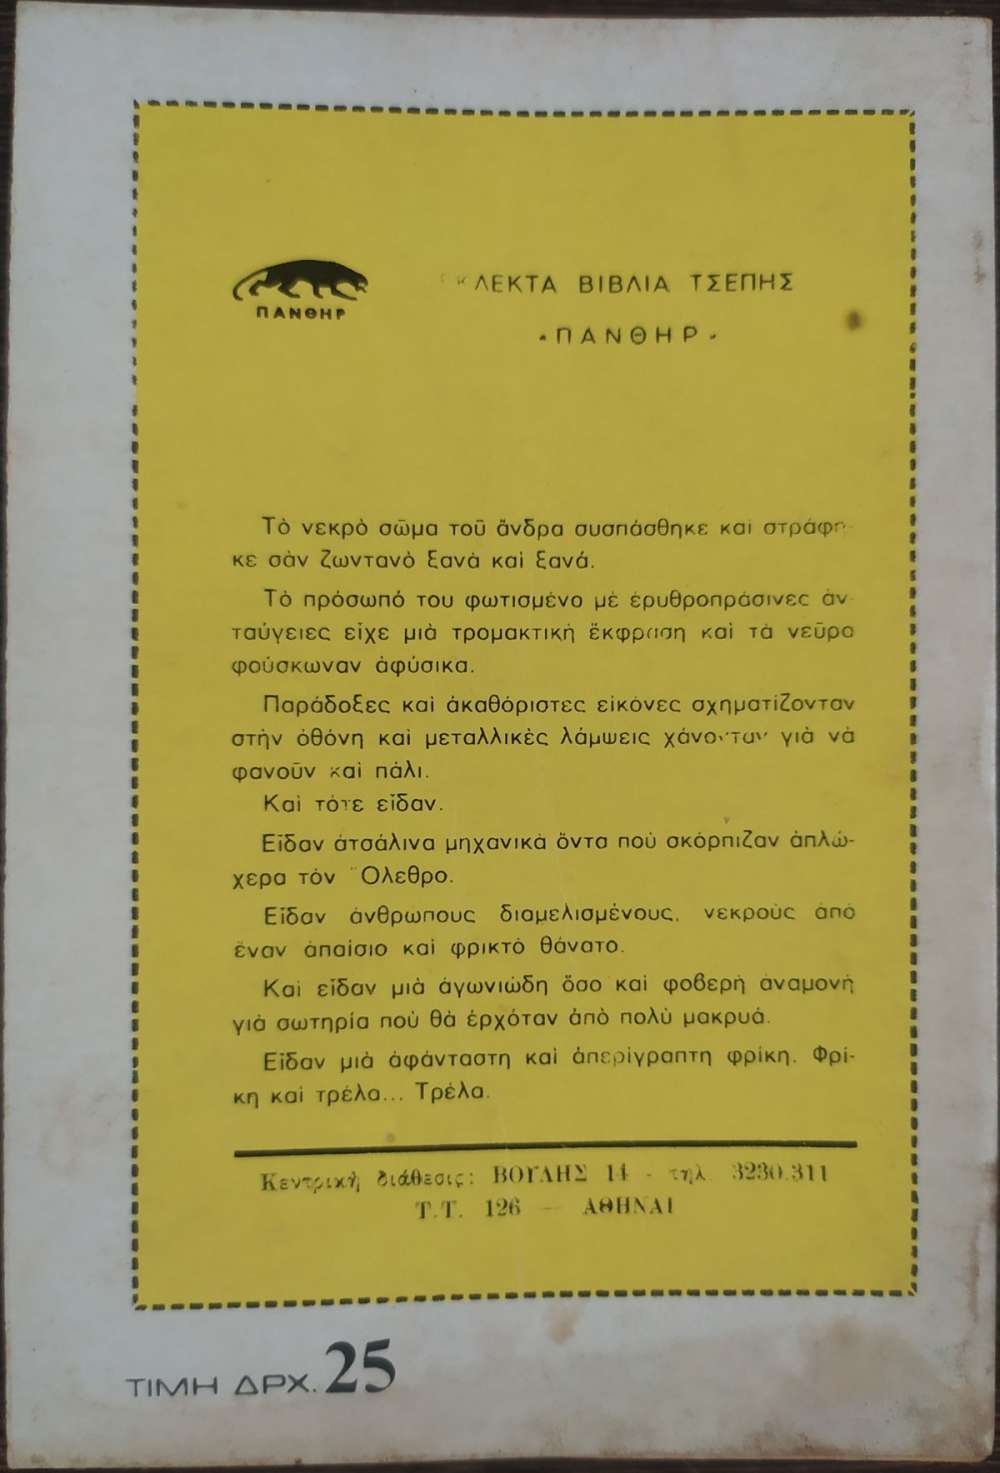 ΠΑΝΘΗΡ
ΒΙΒΛΙΑ ΤΣΕΠΗΣ
·ΠΑΝΘΗΡ·
Τὸ νεκρὸ σῶμα τοῦ ἄνδρα συσπάσθηκε καὶ στράφη-
κε σὰν ζωντανὸ ξανὰ καὶ ξανά.
Τὸ πρόσωπό του φωτισμένο μὲ ἐρυθροπράσινες ἀν-
ταύγειες εἶχε μιὰ τρομακτικὴ ἔκφραση καὶ τὰ νεῦρα
φούσκωναν ἀφύσικα.
Παράδοξες καὶ ἀκαθόριστες εἰκόνες σχηματίζονταν
στὴν ὀθόνη καὶ μεταλλικὲς λάμψεις χάνονταν γιὰ νὰ
φανοῦν καὶ πάλι.
Καὶ τότε εἶδαν.
Εἶδαν ἀτσάλινα μηχανικὰ ὄντα ποὺ σκόρπιζαν ἁπλώ-
χερα τὸν Ὄλεθρο.
Εἶδαν ἀνθρώπους διαμελισμένους, νεκροὺς ἀπὸ
ἕναν ἀπαίσιο καὶ φρικτὸ θάνατο.
Καὶ εἶδαν μιὰ ἀγωνιώδη ὅσο καὶ φοβερὴ ἀναμονὴ
γιὰ σωτηρία ποὺ θὰ ἐρχόταν ἀπὸ πολὺ μακρυά.
Εἶδαν μιὰ ἀφάνταστη καὶ ἀπερίγραπτη φρίκη. Φρί-
κη καὶ τρέλα... Τρέλα.
Κεντρικὴ διάθεσις: ΒΟΥΛΗΣ 14 - τηλ. 3230.311
Τ.Τ. 126 — ΑΘΗΝΑΙ
ΤΙΜΗ ΔΡΧ. 25